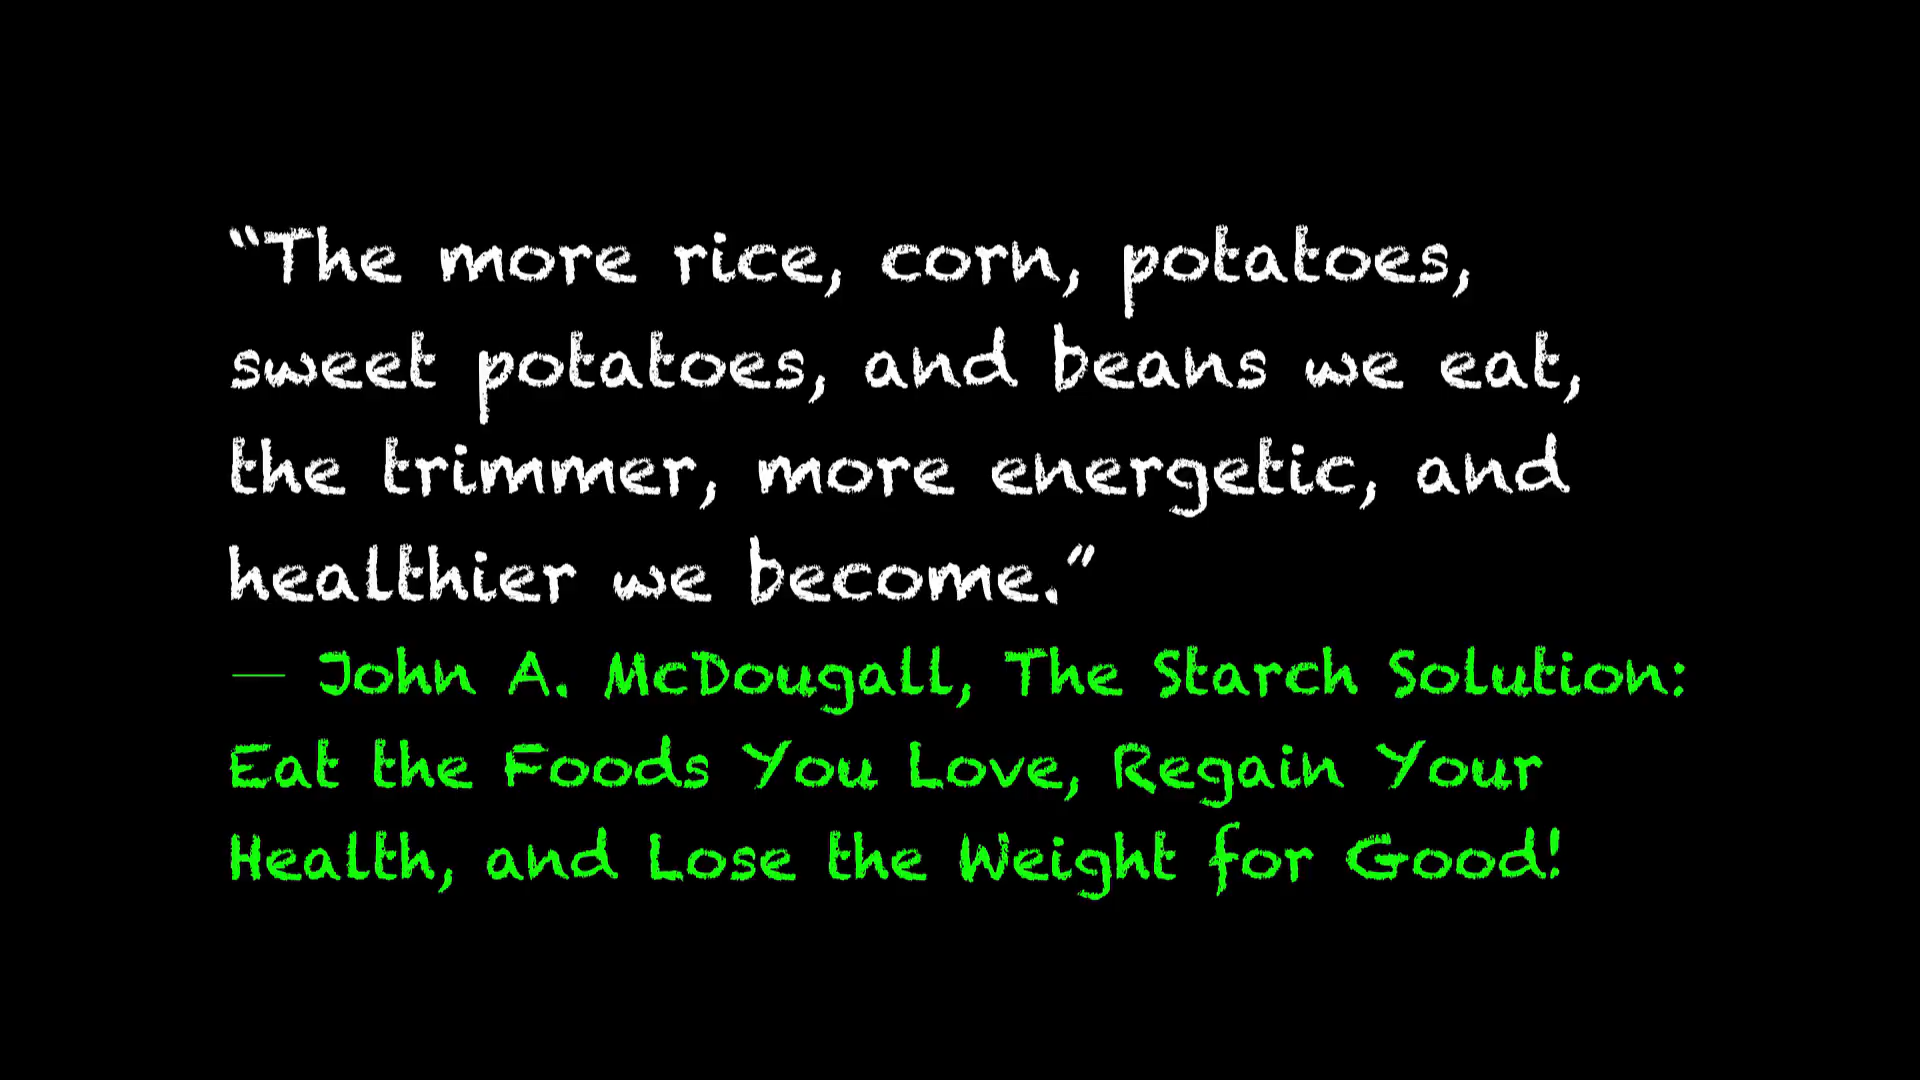 “The more rice, corn, potatoes,
sweet potatoes, and beans we eat,
the trimmer, more energetic, and
healthier we become.”
— John A. McDougall, The Starch Solution:
Eat the Foods You Love, Regain Your
Health, and Lose the Weight for Good!